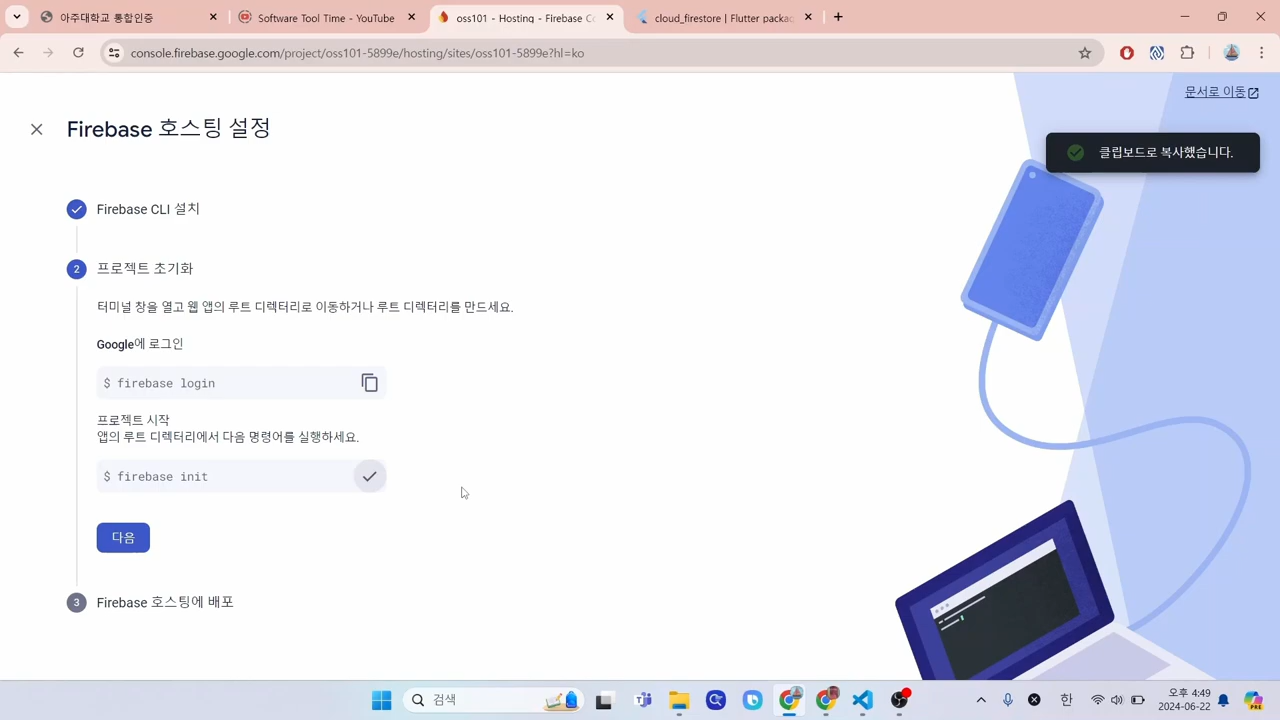 아주대학교 통합인증
Software Tool Time - YouTube
oss101 - Hosting - Firebase Co
cloud_firestore | Flutter packag
console.firebase.google.com/project/oss101-5899e/hosting/sites/oss101-5899e?hl=ko
문서로 이동
Firebase 호스팅 설정
클립보드로 복사했습니다.
Firebase CLI 설치
2 프로젝트 초기화
터미널 창을 열고 웹 앱의 루트 디렉터리로 이동하거나 루트 디렉터리를 만드세요.
Google에 로그인
$ firebase login
프로젝트 시작
앱의 루트 디렉터리에서 다음 명령어를 실행하세요.
$ firebase init
다음
3 Firebase 호스팅에 배포
검색
한
오후 4:49
2024-06-22
PRE